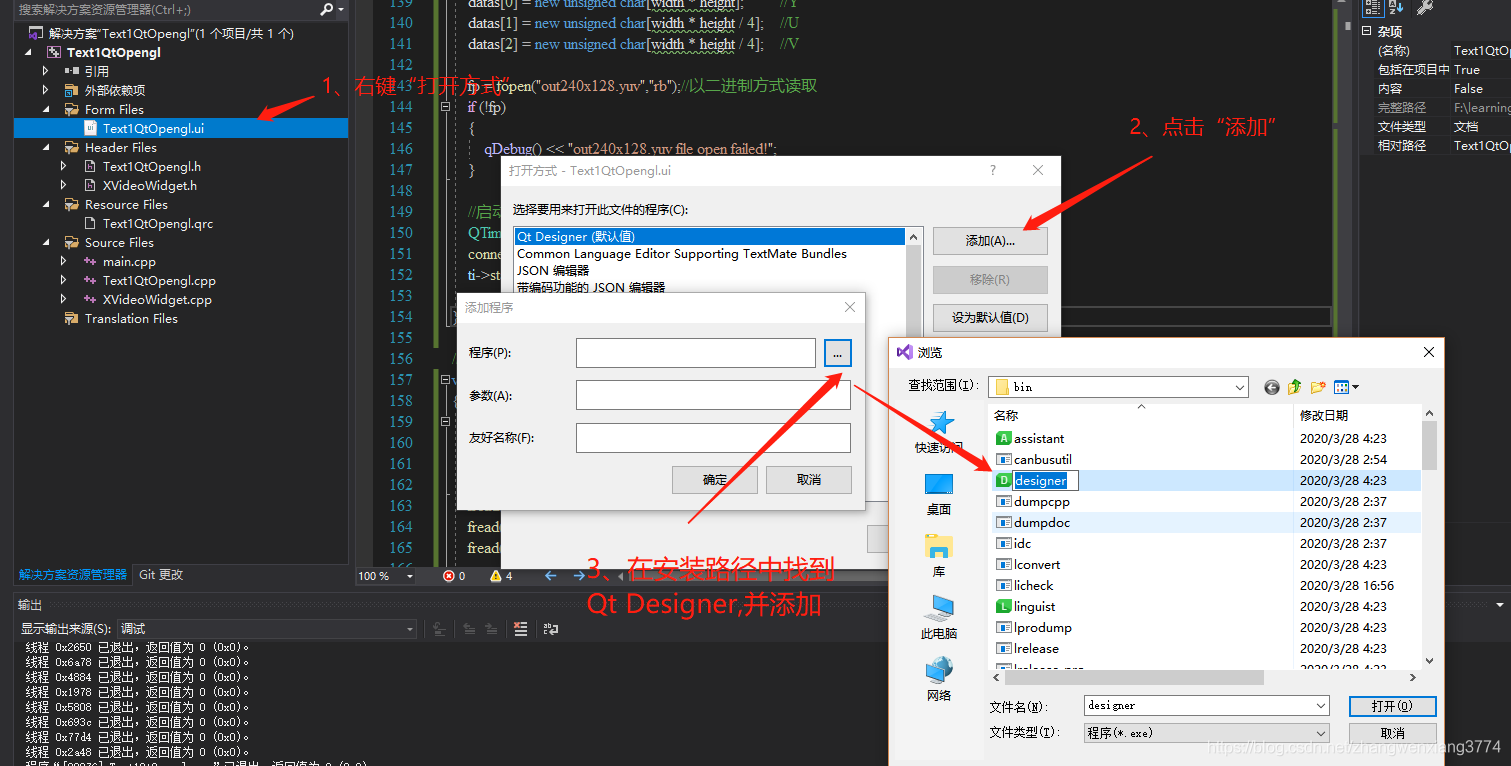 搜索解决方案资源管理器(Ctrl+;)
解决方案"Text1QtOpengl"(1 个项目/共 1 个)
Text1QtOpengl
引用
外部依赖项
Form Files
Text1QtOpengl.ui
Header Files
Text1QtOpengl.h
XVideoWidget.h
Resource Files
Text1QtOpengl.qrc
Source Files
main.cpp
Text1QtOpengl.cpp
XVideoWidget.cpp
Translation Files
解决方案资源管理器
Git 更改
1、右键“打开方式”
139 datas[0] = new unsigned char[width * height]; //Y
140 datas[1] = new unsigned char[width * height / 4]; //U
141 datas[2] = new unsigned char[width * height / 4]; //V
142
143 fp = fopen("out240x128.yuv","rb");//以二进制方式读取
144 if (!fp)
145 {
146 qDebug() << "out240x128.yuv file open failed!";
147 }
148
149 //启动
150 QTim
151 conne
152 ti->st
153
154 }
155
156 /
157
158 {
159
160
161
162
163
164 freade
165 freade
166
100 %
0
4
2、点击“添加”
打开方式 - Text1QtOpengl.ui
?
选择要用来打开此文件的程序(C):
Qt Designer (默认值)
Common Language Editor Supporting TextMate Bundles
JSON 编辑器
带编码功能的 JSON 编辑器
添加(A)...
移除(R)
设为默认值(D)
添加程序
程序(P):
...
参数(A):
友好名称(F):
确定
取消
3、在安装路径中找到
Qt Designer,并添加
浏览
查找范围(I):
bin
快速访问
桌面
库
此电脑
网络
名称
修改日期
assistant 2020/3/28 4:23
canbusutil 2020/3/28 2:54
designer 2020/3/28 4:23
dumpcpp 2020/3/28 2:37
dumpdoc 2020/3/28 2:37
idc 2020/3/28 2:37
lconvert 2020/3/28 4:23
licheck 2020/3/28 16:56
linguist 2020/3/28 4:23
lprodump 2020/3/28 4:23
lrelease 2020/3/28 4:23
lrelease-pro 2020/3/28 4:23
文件名(N):
designer
打开(O)
文件类型(T):
程序(*.exe)
取消
杂项
(名称) Text1QtO
包括在项目中 True
内容 False
完整路径 F:\learning
文件类型 文档
相对路径 Text1QtO
输出
显示输出来源(S): 调试
线程 0x2650 已退出，返回值为 0 (0x0)。
线程 0x6a78 已退出，返回值为 0 (0x0)。
线程 0x4884 已退出，返回值为 0 (0x0)。
线程 0x1978 已退出，返回值为 0 (0x0)。
线程 0x5808 已退出，返回值为 0 (0x0)。
线程 0x693c 已退出，返回值为 0 (0x0)。
线程 0x77d4 已退出，返回值为 0 (0x0)。
线程 0x2a48 已退出，返回值为 0 (0x0)。
https://blog.csdn.net/zhangwenxiang3774